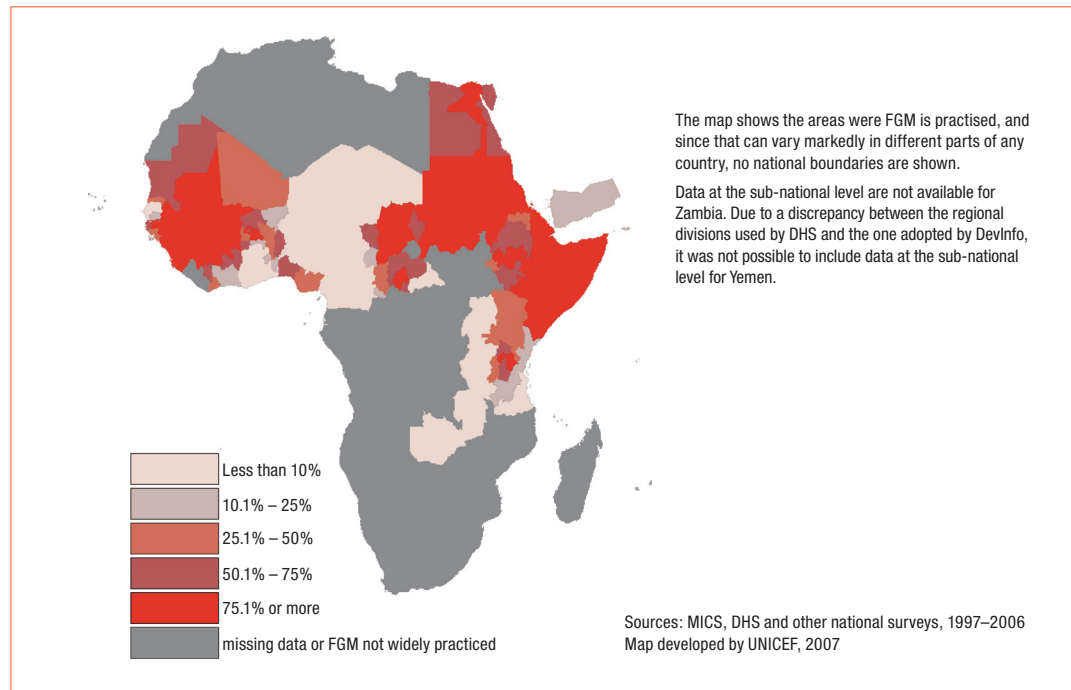 The map shows the areas were FGM is practised, and
since that can vary markedly in different parts of any
country, no national boundaries are shown.
Data at the sub-national level are not available for
Zambia. Due to a discrepancy between the regional
divisions used by DHS and the one adopted by DevInfo,
it was not possible to include data at the sub-national
level for Yemen.
Less than 10%
10.1% – 25%
25.1% – 50%
50.1% – 75%
75.1% or more
missing data or FGM not widely practiced
Sources: MICS, DHS and other national surveys, 1997–2006
Map developed by UNICEF, 2007